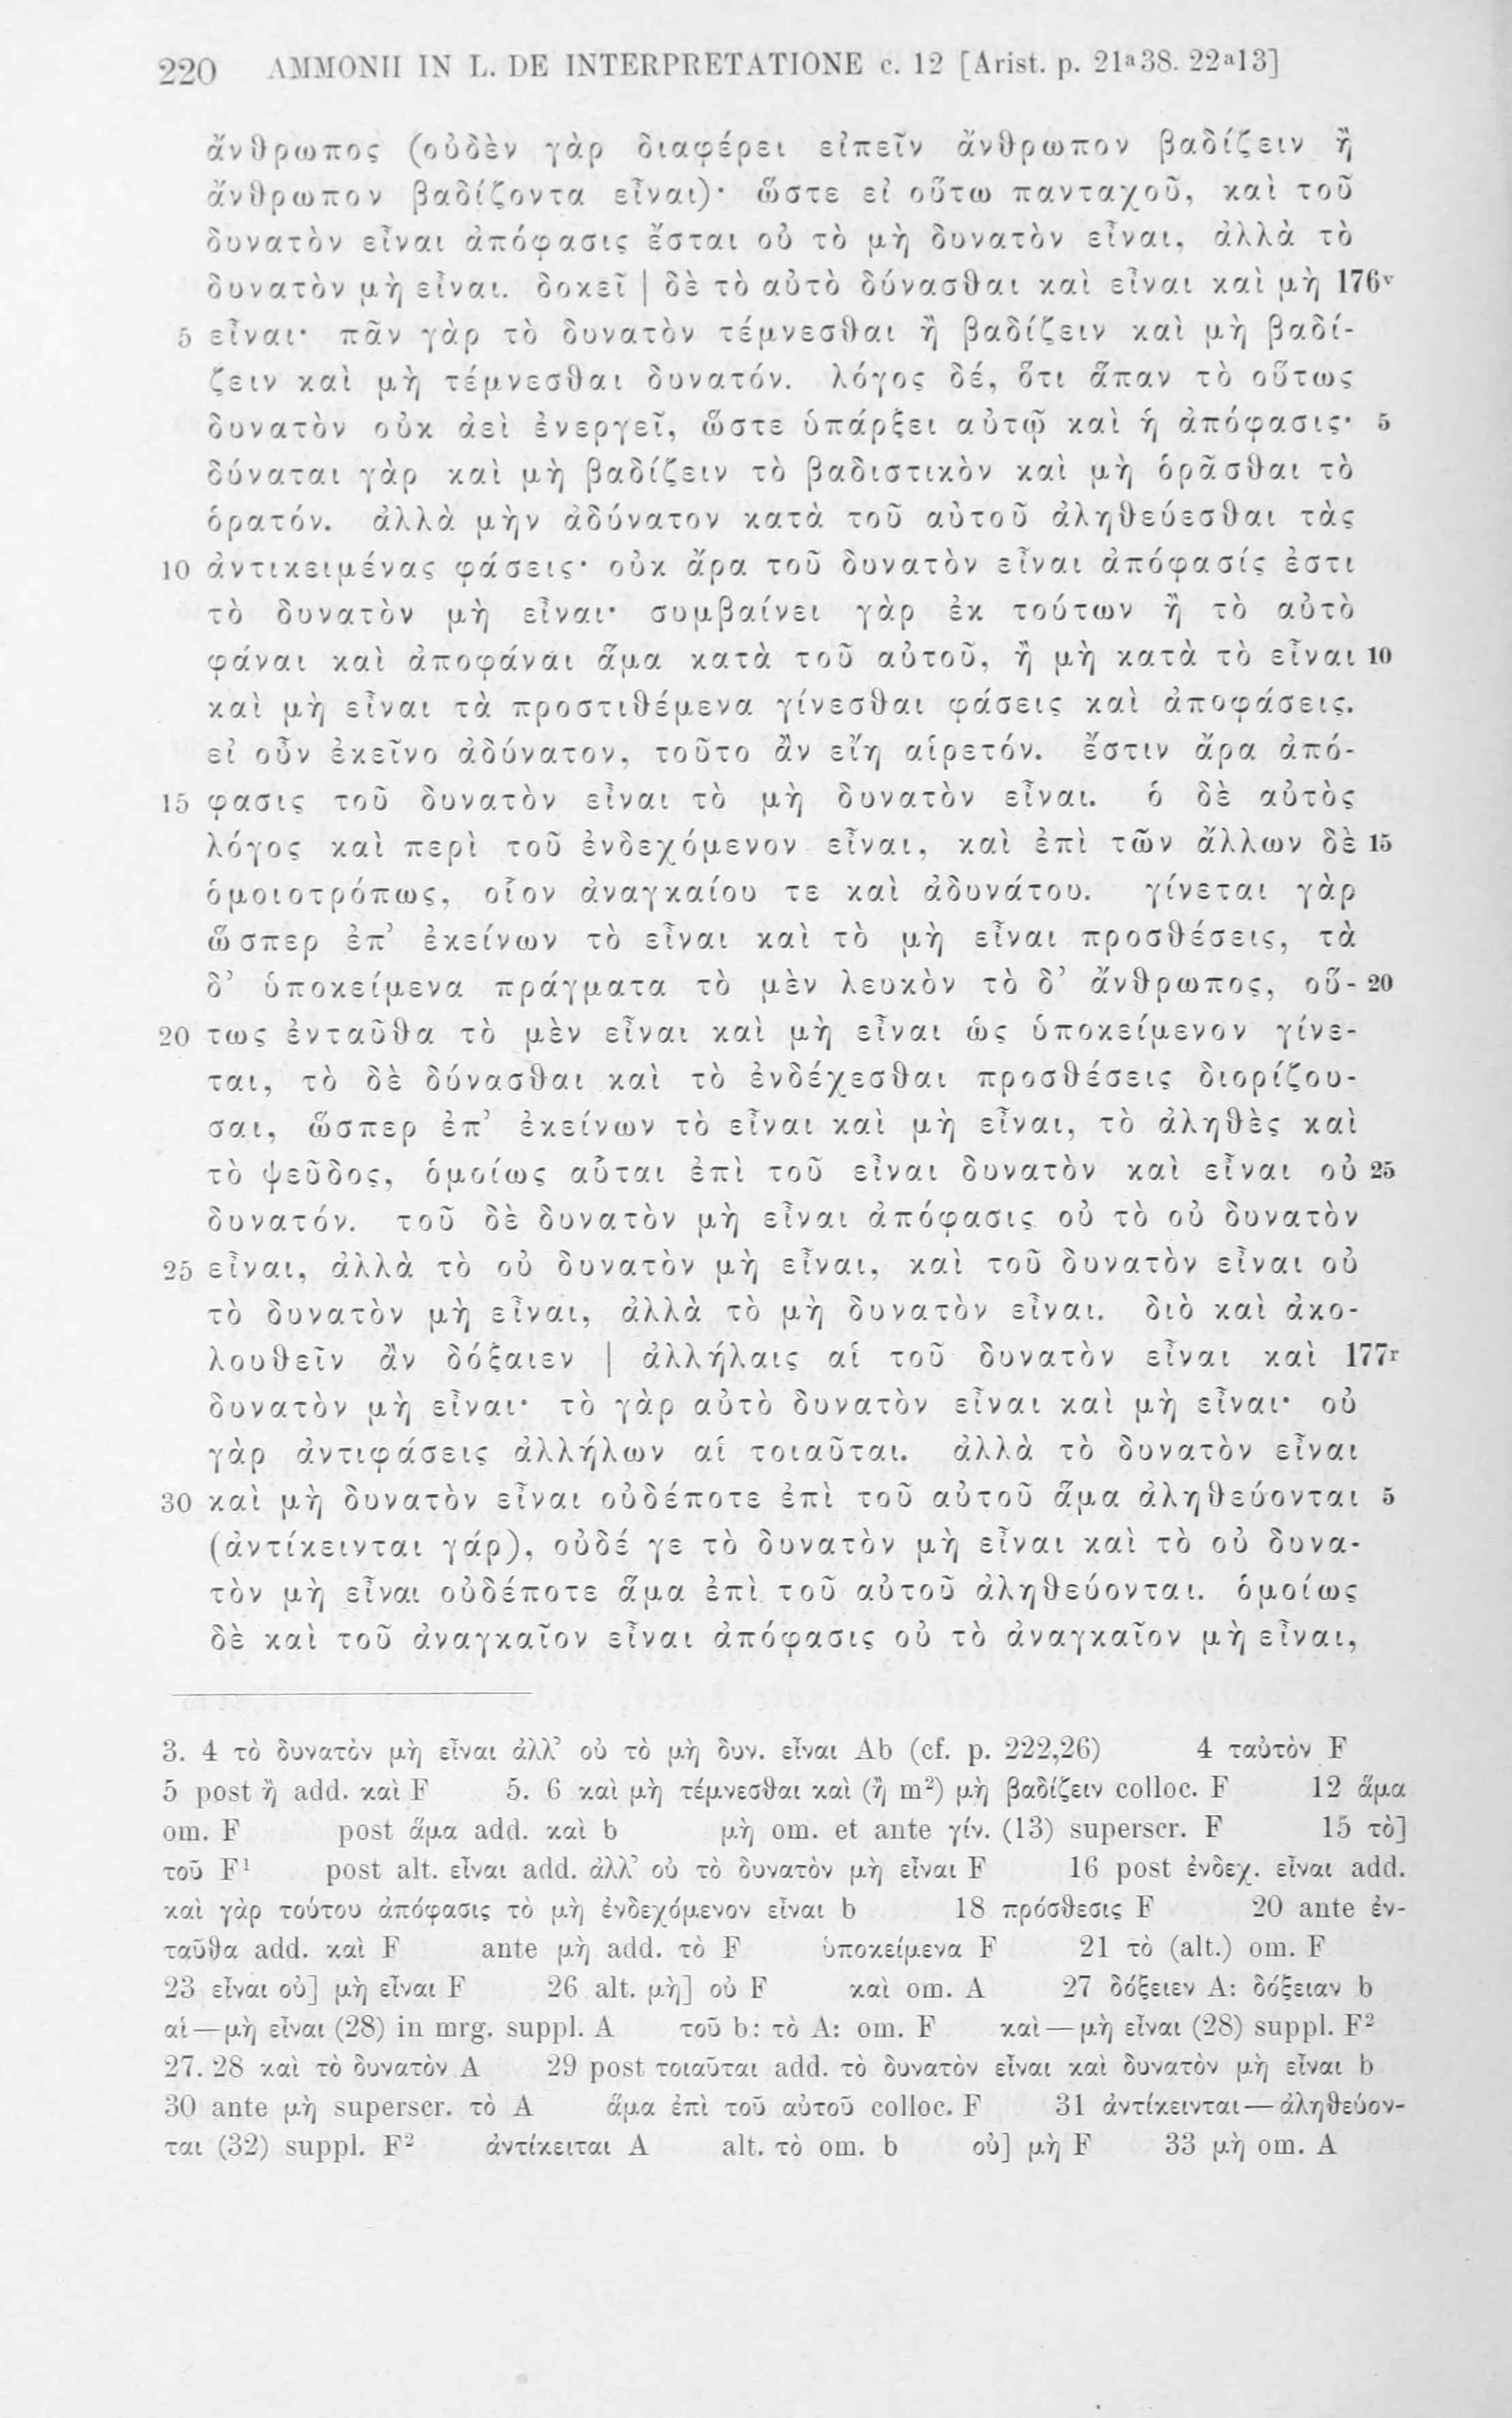 220 AMMONII IN L. DE INTERPRETATIONE c. 12 [Arist. p. 21ᵃ38. 22ᵃ13]
ἄνθρωπος (οὐδὲν γὰρ διαφέρει εἰπεῖν ἄνθρωπον βαδίζειν ἢ
ἄνθρωπον βαδίζοντα εἶναι)· ὥστε εἰ οὕτω πανταχοῦ, καὶ τοῦ
δυνατὸν εἶναι ἀπόφασις ἔσται οὐ τὸ μὴ δυνατὸν εἶναι, ἀλλὰ τὸ
δυνατὸν μὴ εἶναι. δοκεῖ | δὲ τὸ αὐτὸ δύνασθαι καὶ εἶναι καὶ μὴ 176ᵛ
5 εἶναι· πᾶν γὰρ τὸ δυνατὸν τέμνεσθαι ἢ βαδίζειν καὶ μὴ βαδί-
ζειν καὶ μὴ τέμνεσθαι δυνατόν. λόγος δέ, ὅτι ἅπαν τὸ οὕτως
δυνατὸν οὐκ ἀεὶ ἐνεργεῖ, ὥστε ὑπάρξει αὐτῷ καὶ ἡ ἀπόφασις· 5
δύναται γὰρ καὶ μὴ βαδίζειν τὸ βαδιστικὸν καὶ μὴ ὁρᾶσθαι τὸ
ὁρατόν. ἀλλὰ μὴν ἀδύνατον κατὰ τοῦ αὐτοῦ ἀληθεύεσθαι τὰς
10 ἀντικειμένας φάσεις· οὐκ ἄρα τοῦ δυνατὸν εἶναι ἀπόφασίς ἐστι
τὸ δυνατὸν μὴ εἶναι· συμβαίνει γὰρ ἐκ τούτων ἢ τὸ αὐτὸ
φάναι καὶ ἀποφάναι ἅμα κατὰ τοῦ αὐτοῦ, ἢ μὴ κατὰ τὸ εἶναι 10
καὶ μὴ εἶναι τὰ προστιθέμενα γίνεσθαι φάσεις καὶ ἀποφάσεις.
εἰ οὖν ἐκεῖνο ἀδύνατον, τοῦτο ἂν εἴη αἱρετόν. ἔστιν ἄρα ἀπό-
15 φασις τοῦ δυνατὸν εἶναι τὸ μὴ δυνατὸν εἶναι. ὁ δὲ αὐτὸς
λόγος καὶ περὶ τοῦ ἐνδεχόμενον εἶναι, καὶ ἐπὶ τῶν ἄλλων δὲ 15
ὁμοιοτρόπως, οἷον ἀναγκαίου τε καὶ ἀδυνάτου. γίνεται γὰρ
ὥσπερ ἐπ’ ἐκείνων τὸ εἶναι καὶ τὸ μὴ εἶναι προσθέσεις, τὰ
δ’ ὑποκείμενα πράγματα τὸ μὲν λευκὸν τὸ δ’ ἄνθρωπος, οὕ- 20
20 τως ἐνταῦθα τὸ μὲν εἶναι καὶ μὴ εἶναι ὡς ὑποκείμενον γίνε-
ται, τὸ δὲ δύνασθαι καὶ τὸ ἐνδέχεσθαι προσθέσεις διορίζου-
σαι, ὥσπερ ἐπ’ ἐκείνων τὸ εἶναι καὶ μὴ εἶναι, τὸ ἀληθὲς καὶ
τὸ ψεῦδος, ὁμοίως αὗται ἐπὶ τοῦ εἶναι δυνατὸν καὶ εἶναι οὐ 25
δυνατόν. τοῦ δὲ δυνατὸν μὴ εἶναι ἀπόφασις οὐ τὸ οὐ δυνατὸν
25 εἶναι, ἀλλὰ τὸ οὐ δυνατὸν μὴ εἶναι, καὶ τοῦ δυνατὸν εἶναι οὐ
τὸ δυνατὸν μὴ εἶναι, ἀλλὰ τὸ μὴ δυνατὸν εἶναι. διὸ καὶ ἀκο-
λουθεῖν ἂν δόξαιεν | ἀλλήλαις αἱ τοῦ δυνατὸν εἶναι καὶ 177ʳ
δυνατὸν μὴ εἶναι· τὸ γὰρ αὐτὸ δυνατὸν εἶναι καὶ μὴ εἶναι· οὐ
γὰρ ἀντιφάσεις ἀλλήλων αἱ τοιαῦται. ἀλλὰ τὸ δυνατὸν εἶναι
30 καὶ μὴ δυνατὸν εἶναι οὐδέποτε ἐπὶ τοῦ αὐτοῦ ἅμα ἀληθεύονται 5
(ἀντίκεινται γάρ), οὐδέ γε τὸ δυνατὸν μὴ εἶναι καὶ τὸ οὐ δυνα-
τὸν μὴ εἶναι οὐδέποτε ἅμα ἐπὶ τοῦ αὐτοῦ ἀληθεύονται. ὁμοίως
δὲ καὶ τοῦ ἀναγκαῖον εἶναι ἀπόφασις οὐ τὸ ἀναγκαῖον μὴ εἶναι,
3. 4 τὸ δυνατὸν μὴ εἶναι ἀλλ’ οὐ τὸ μὴ δυν. εἶναι Ab (cf. p. 222,26) 4 ταὐτὸν F
5 post ἢ add. καὶ F 5. 6 καὶ μὴ τέμνεσθαι καὶ (ἢ m²) μὴ βαδίζειν colloc. F 12 ἅμα
om. F post ἅμα add. καὶ b μὴ om. et ante γίν. (13) superscr. F 15 τὸ]
τοῦ F¹ post alt. εἶναι add. ἀλλ’ οὐ τὸ δυνατὸν μὴ εἶναι F 16 post ἐνδεχ. εἶναι add.
καὶ γὰρ τούτου ἀπόφασις τὸ μὴ ἐνδεχόμενον εἶναι b 18 πρόσθεσις F 20 ante ἐν-
ταῦθα add. καὶ F ante μὴ add. τὸ F ὑποκείμενα F 21 τὸ (alt.) om. F
23 εἶναι οὐ] μὴ εἶναι F 26 alt. μὴ] οὐ F καὶ om. A 27 δόξειεν A: δόξειαν b
αἱ—μὴ εἶναι (28) in mrg. suppl. A τοῦ b: τὸ A: om. F καὶ—μὴ εἶναι (28) suppl. F²
27. 28 καὶ τὸ δυνατὸν A 29 post τοιαῦται add. τὸ δυνατὸν εἶναι καὶ δυνατὸν μὴ εἶναι b
30 ante μὴ superscr. τὸ A ἅμα ἐπὶ τοῦ αὐτοῦ colloc. F 31 ἀντίκεινται—ἀληθεύον-
ται (32) suppl. F² ἀντίκειται A alt. τὸ om. b οὐ] μὴ F 33 μὴ om. A